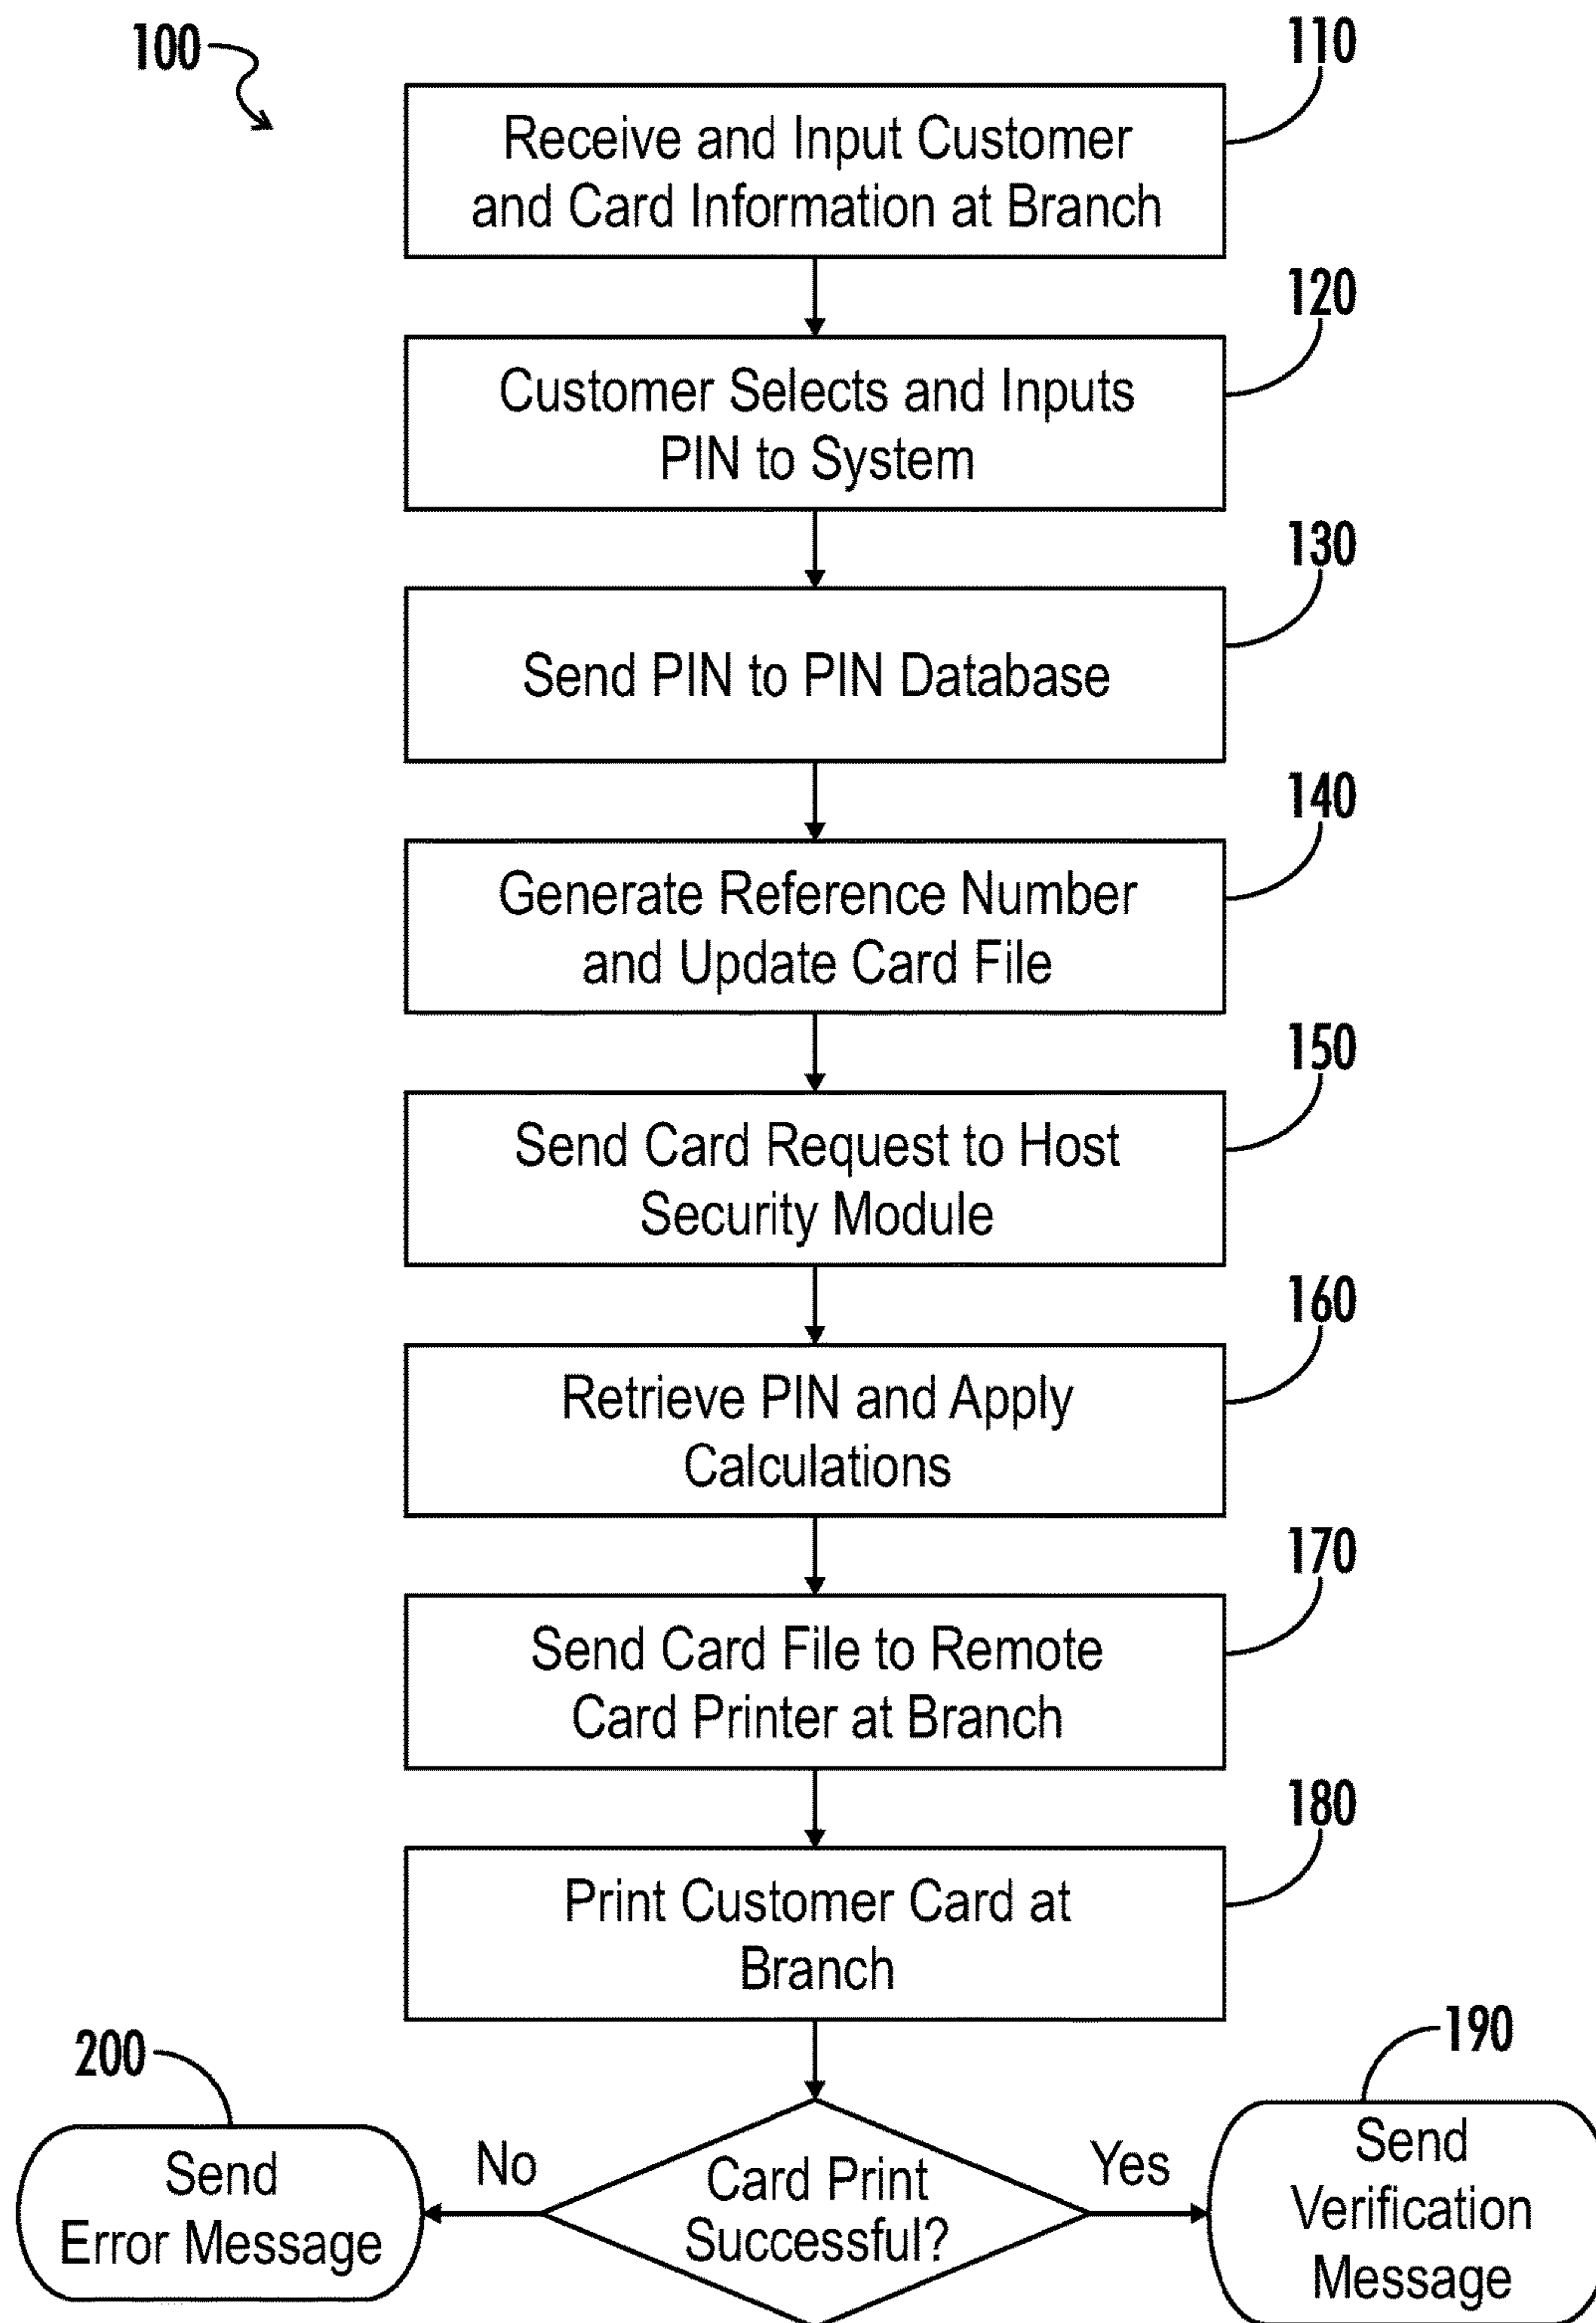 100
110
Receive and Input Customer
and Card Information at Branch
120
Customer Selects and Inputs
PIN to System
130
Send PIN to PIN Database
140
Generate Reference Number
and Update Card File
150
Send Card Request to Host
Security Module
160
Retrieve PIN and Apply
Calculations
170
Send Card File to Remote
Card Printer at Branch
180
Print Customer Card at
Branch
200
190
Send
Error Message
No
Card Print
Successful?
Yes
Send
Verification
Message